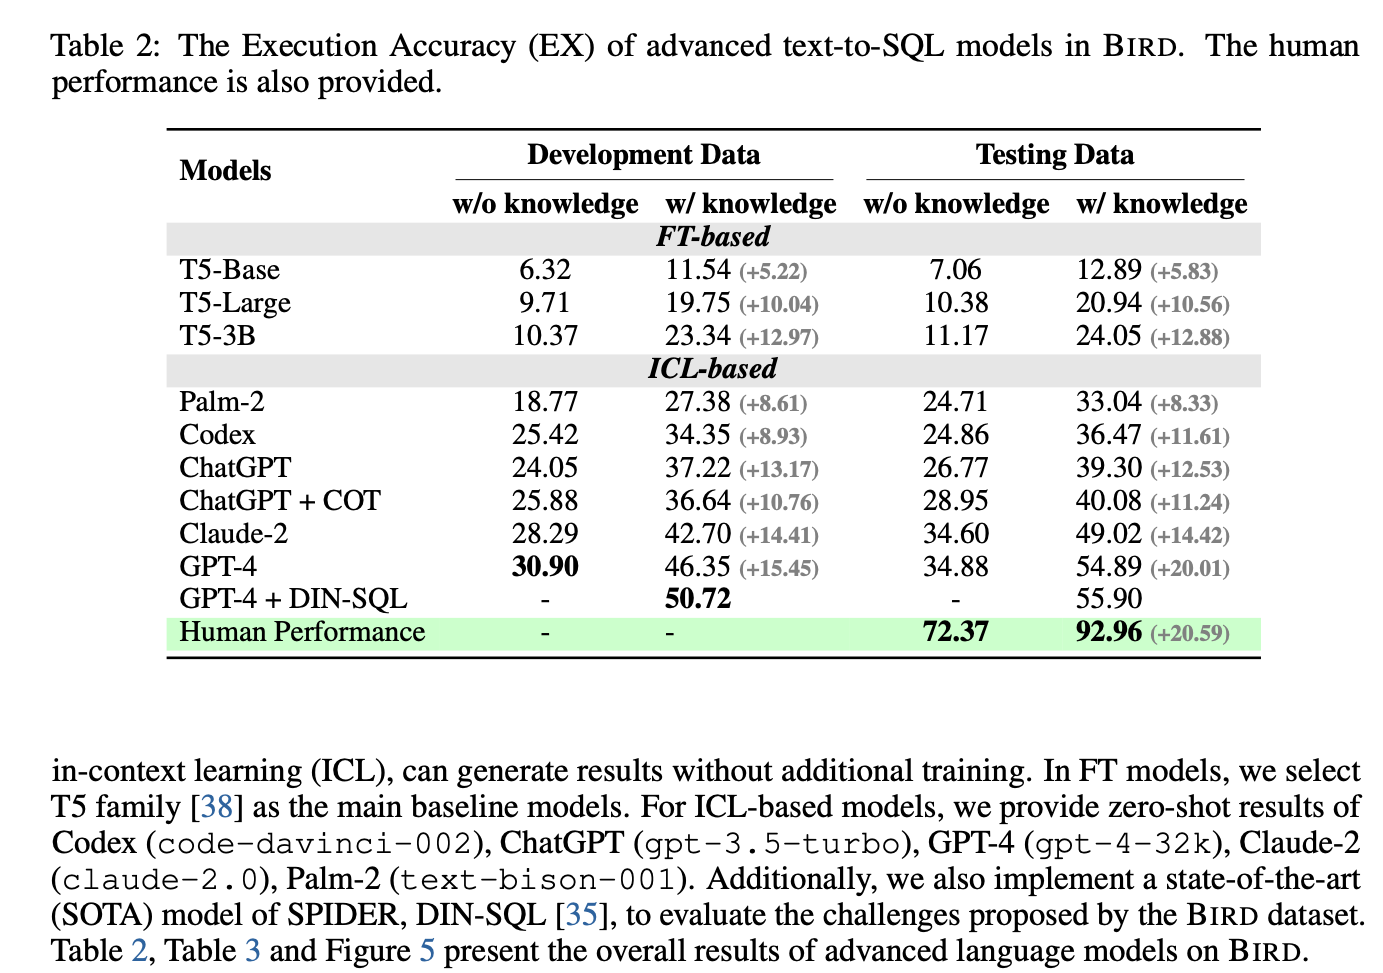 Table 2: The Execution Accuracy (EX) of advanced text-to-SQL models in BIRD. The human
performance is also provided.
Models Development Data Testing Data
w/o knowledge w/ knowledge w/o knowledge w/ knowledge
FT-based
T5-Base 6.32 11.54 (+5.22) 7.06 12.89 (+5.83)
T5-Large 9.71 19.75 (+10.04) 10.38 20.94 (+10.56)
T5-3B 10.37 23.34 (+12.97) 11.17 24.05 (+12.88)
ICL-based
Palm-2 18.77 27.38 (+8.61) 24.71 33.04 (+8.33)
Codex 25.42 34.35 (+8.93) 24.86 36.47 (+11.61)
ChatGPT 24.05 37.22 (+13.17) 26.77 39.30 (+12.53)
ChatGPT + COT 25.88 36.64 (+10.76) 28.95 40.08 (+11.24)
Claude-2 28.29 42.70 (+14.41) 34.60 49.02 (+14.42)
GPT-4 30.90 46.35 (+15.45) 34.88 54.89 (+20.01)
GPT-4 + DIN-SQL - 50.72 - 55.90
Human Performance - - 72.37 92.96 (+20.59)
in-context learning (ICL), can generate results without additional training. In FT models, we select
T5 family [38] as the main baseline models. For ICL-based models, we provide zero-shot results of
Codex (code-davinci-002), ChatGPT (gpt-3.5-turbo), GPT-4 (gpt-4-32k), Claude-2
(claude-2.0), Palm-2 (text-bison-001). Additionally, we also implement a state-of-the-art
(SOTA) model of SPIDER, DIN-SQL [35], to evaluate the challenges proposed by the BIRD dataset.
Table 2, Table 3 and Figure 5 present the overall results of advanced language models on BIRD.